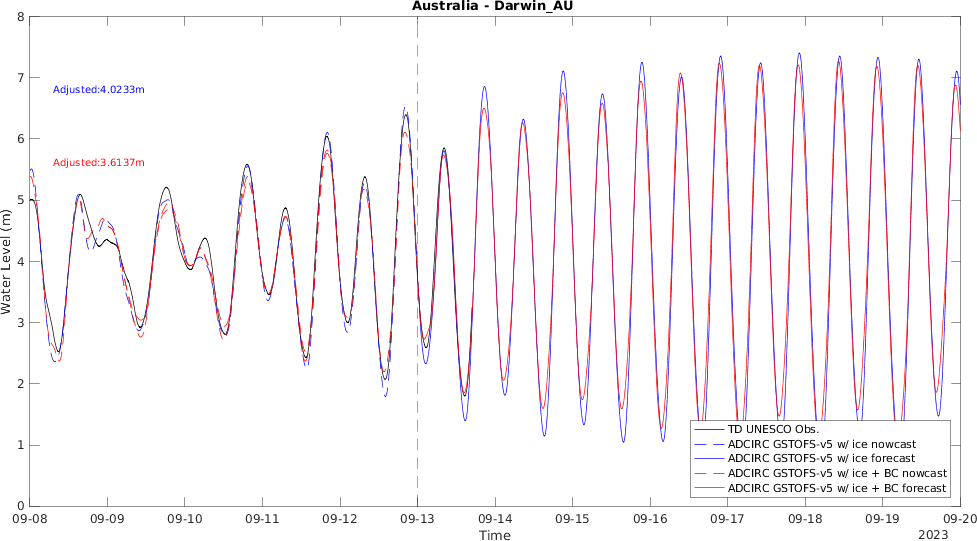 Australia - Darwin_AU
Water Level (m)
8
7
6
5
4
3
2
1
0
Adjusted:4.0233m
Adjusted:3.6137m
TD UNESCO Obs.
ADCIRC GSTOFS-v5 w/ ice nowcast
ADCIRC GSTOFS-v5 w/ ice forecast
ADCIRC GSTOFS-v5 w/ ice + BC nowcast
ADCIRC GSTOFS-v5 w/ ice + BC forecast
09-08 09-09 09-10 09-11 09-12 09-13 09-14 09-15 09-16 09-17 09-18 09-19 09-20
Time
2023